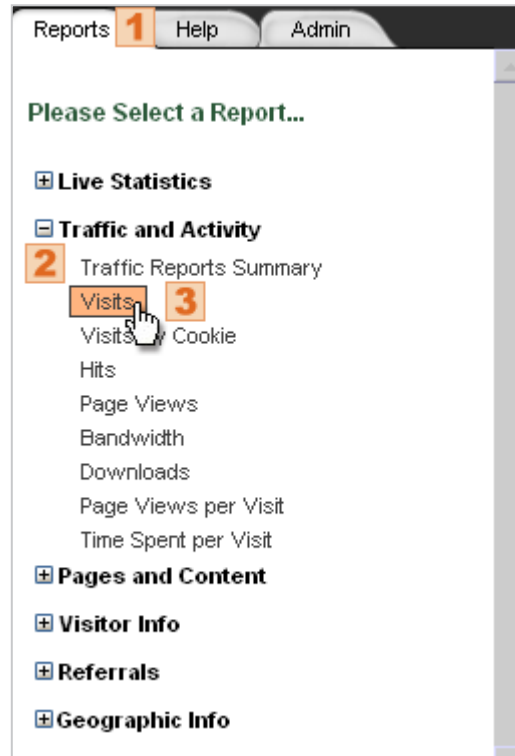 Reports 1 Help Admin
Please Select a Report...
Live Statistics
Traffic and Activity
2 Traffic Reports Summary
Visits 3
Visits Cookie
Hits
Page Views
Bandwidth
Downloads
Page Views per Visit
Time Spent per Visit
Pages and Content
Visitor Info
Referrals
Geographic Info